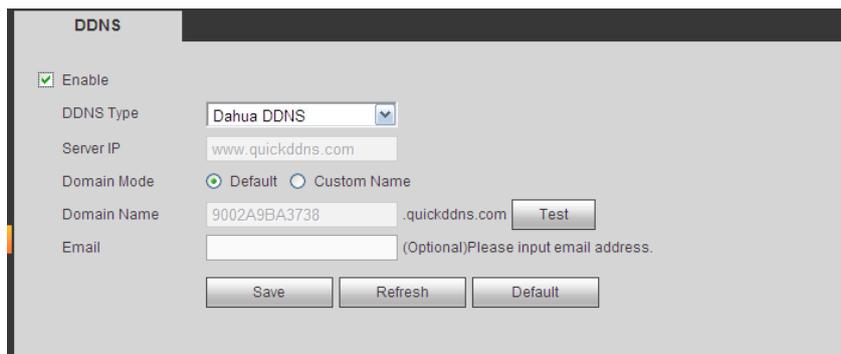 DDNS
Enable
DDNS Type Dahua DDNS
Server IP www.quickddns.com
Domain Mode Default Custom Name
Domain Name 9002A9BA3738 .quickddns.com Test
Email (Optional)Please input email address.
Save Refresh Default